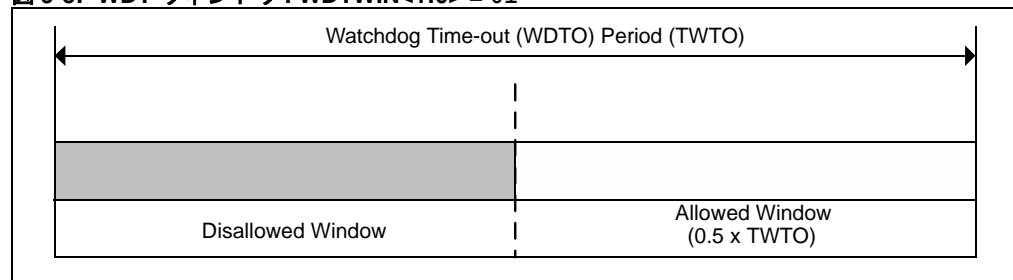 Watchdog Time-out (WDTO) Period (TWTO)
Disallowed Window
Allowed Window
(0.5 x TWTO)